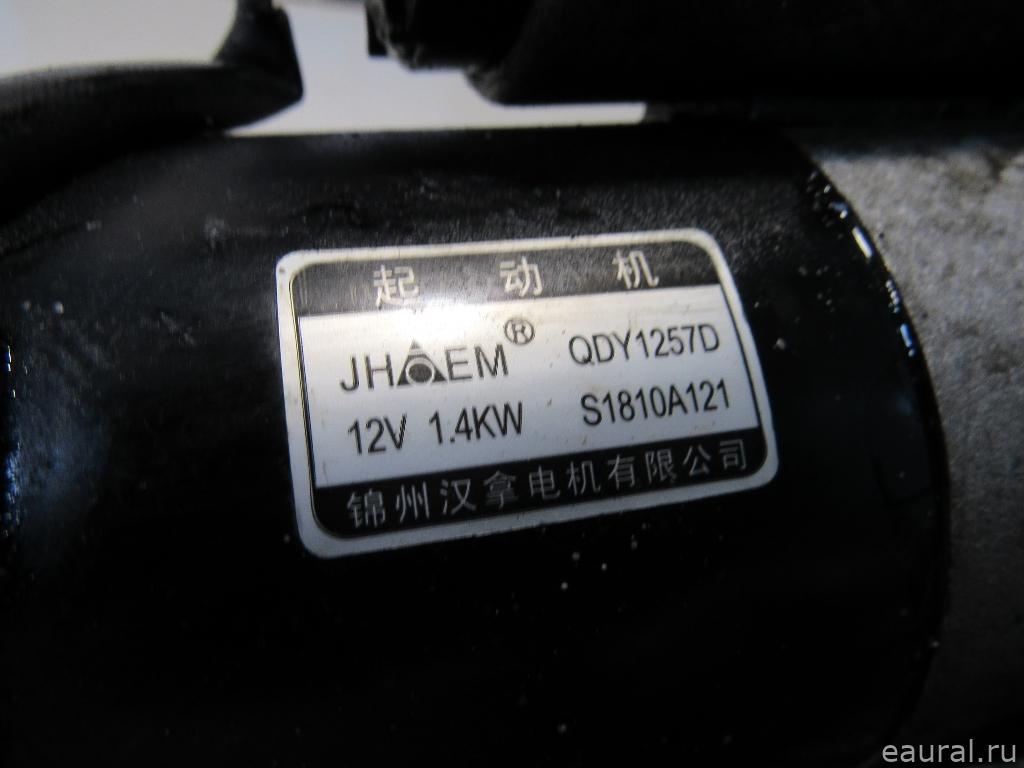 起动机
JHAEM® QDY1257D
12V 1.4KW S1810A121
锦州汉拿电机有限公司
eaural.ru